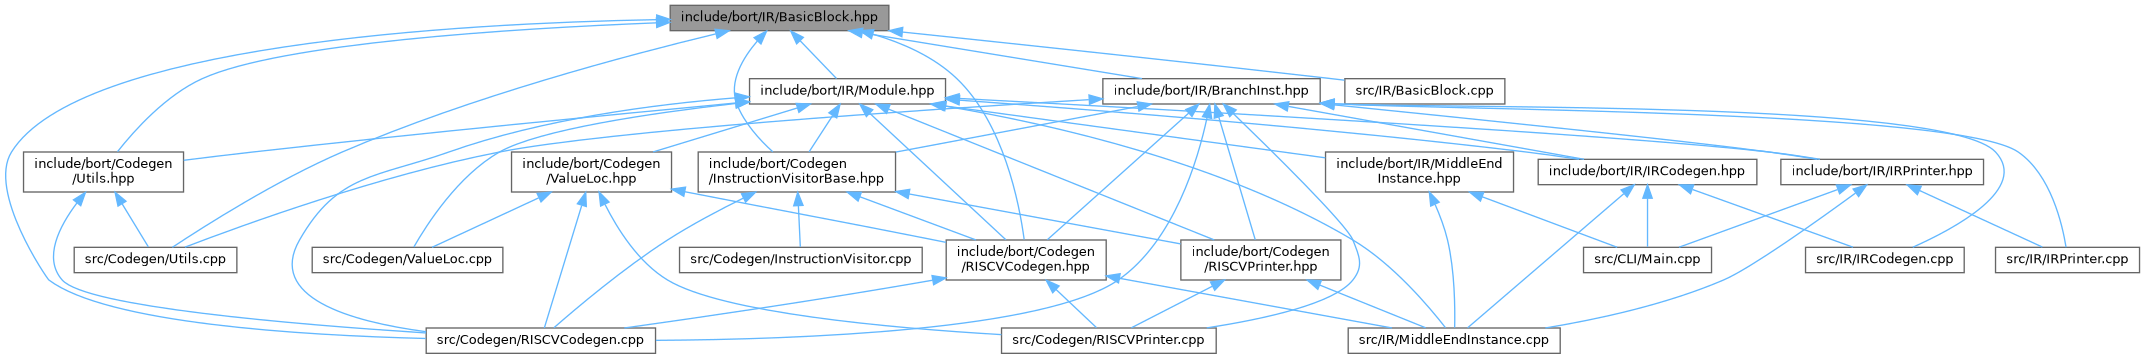 include/bort/IR/BasicBlock.hpp
include/bort/IR/Module.hpp
include/bort/IR/BranchInst.hpp
src/IR/BasicBlock.cpp
include/bort/Codegen
/Utils.hpp
include/bort/Codegen
/ValueLoc.hpp
include/bort/Codegen
/InstructionVisitorBase.hpp
include/bort/IR/MiddleEnd
Instance.hpp
include/bort/IR/IRCodegen.hpp
include/bort/IR/IRPrinter.hpp
src/Codegen/Utils.cpp
src/Codegen/ValueLoc.cpp
src/Codegen/InstructionVisitor.cpp
include/bort/Codegen
/RISCVCodegen.hpp
include/bort/Codegen
/RISCVPrinter.hpp
src/CLI/Main.cpp
src/IR/IRCodegen.cpp
src/IR/IRPrinter.cpp
src/Codegen/RISCVCodegen.cpp
src/Codegen/RISCVPrinter.cpp
src/IR/MiddleEndInstance.cpp